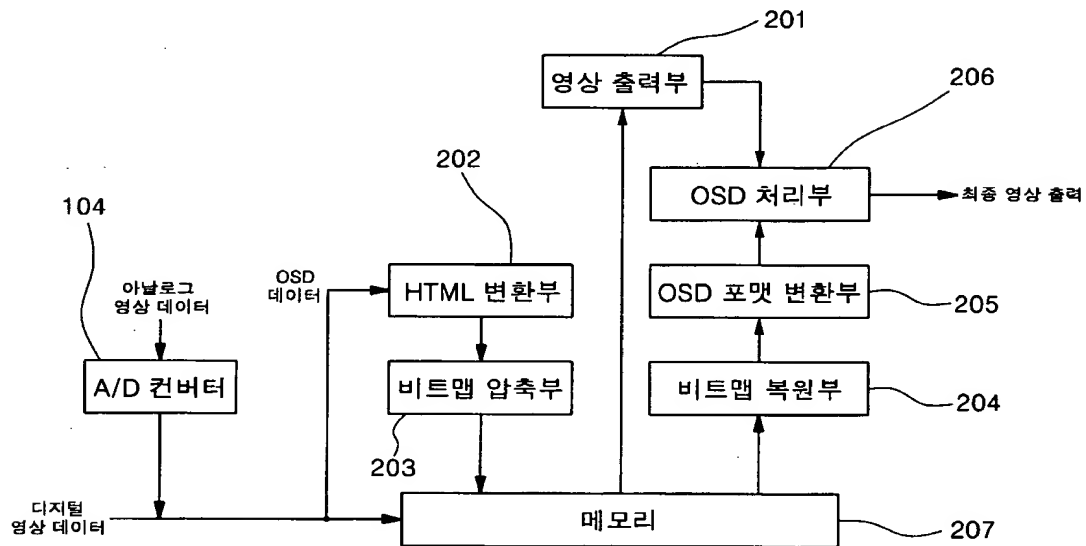 201
영상 출력부
206
202
OSD 처리부
최종 영상 출력
104
아날로그
영상 데이터
OSD
데이터
HTML 변환부
OSD 포맷 변환부
205
A/D 컨버터
비트맵 압축부
비트맵 복원부
204
203
디지털
영상 데이터
메모리
207